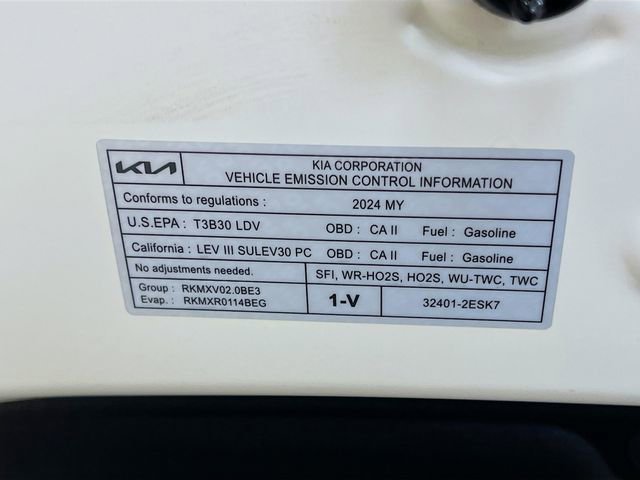 KIA KIA CORPORATION
VEHICLE EMISSION CONTROL INFORMATION
Conforms to regulations : 2024 MY
U.S.EPA : T3B30 LDV OBD : CA II Fuel : Gasoline
California : LEV III SULEV30 PC OBD : CA II Fuel : Gasoline
No adjustments needed. SFI, WR-HO2S, HO2S, WU-TWC, TWC
Group : RKMXV02.0BE3
Evap. : RKMXR0114BEG
1-V 32401-2ESK7